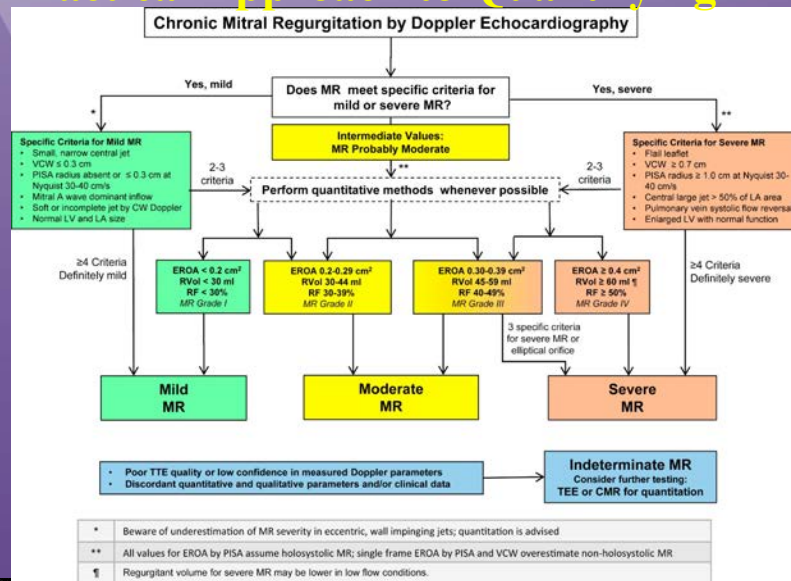 Chronic Mitral Regurgitation by Doppler Echocardiography
Does MR meet specific criteria for
mild or severe MR?
Yes, mild
Yes, severe
*
**
Specific Criteria for Mild MR
• Small, narrow central jet
• VCW ≤ 0.3 cm
• PISA radius absent or ≤ 0.3 cm at
Nyquist 30-40 cm/s
• Mitral A wave dominant inflow
• Soft or incomplete jet by CW Doppler
• Normal LV and LA size
Intermediate Values:
MR Probably Moderate
**
Specific Criteria for Severe MR
• Flail leaflet
• VCW ≥ 0.7 cm
• PISA radius ≥ 1.0 cm at Nyquist 30-
40 cm/s
• Central large jet > 50% of LA area
• Pulmonary vein systolic flow reversal
• Enlarged LV with normal function
2-3
criteria
Perform quantitative methods whenever possible
2-3
criteria
≥4 Criteria
Definitely mild
EROA < 0.2 cm²
RVol < 30 ml
RF < 30%
MR Grade I
EROA 0.2-0.29 cm²
RVol 30-44 ml
RF 30-39%
MR Grade II
EROA 0.30-0.39 cm²
RVol 45-59 ml
RF 40-49%
MR Grade III
EROA ≥ 0.4 cm²
RVol ≥ 60 ml ¶
RF ≥ 50%
MR Grade IV
≥4 Criteria
Definitely severe
3 specific criteria
for severe MR or
elliptical orifice
Mild
MR
Moderate
MR
Severe
MR
• Poor TTE quality or low confidence in measured Doppler parameters
• Discordant quantitative and qualitative parameters and/or clinical data
Indeterminate MR
Consider further testing:
TEE or CMR for quantitation
* Beware of underestimation of MR severity in eccentric, wall impinging jets; quantitation is advised
** All values for EROA by PISA assume holosystolic MR; single frame EROA by PISA and VCW overestimate non-holosystolic MR
¶ Regurgitant volume for severe MR may be lower in low flow conditions.